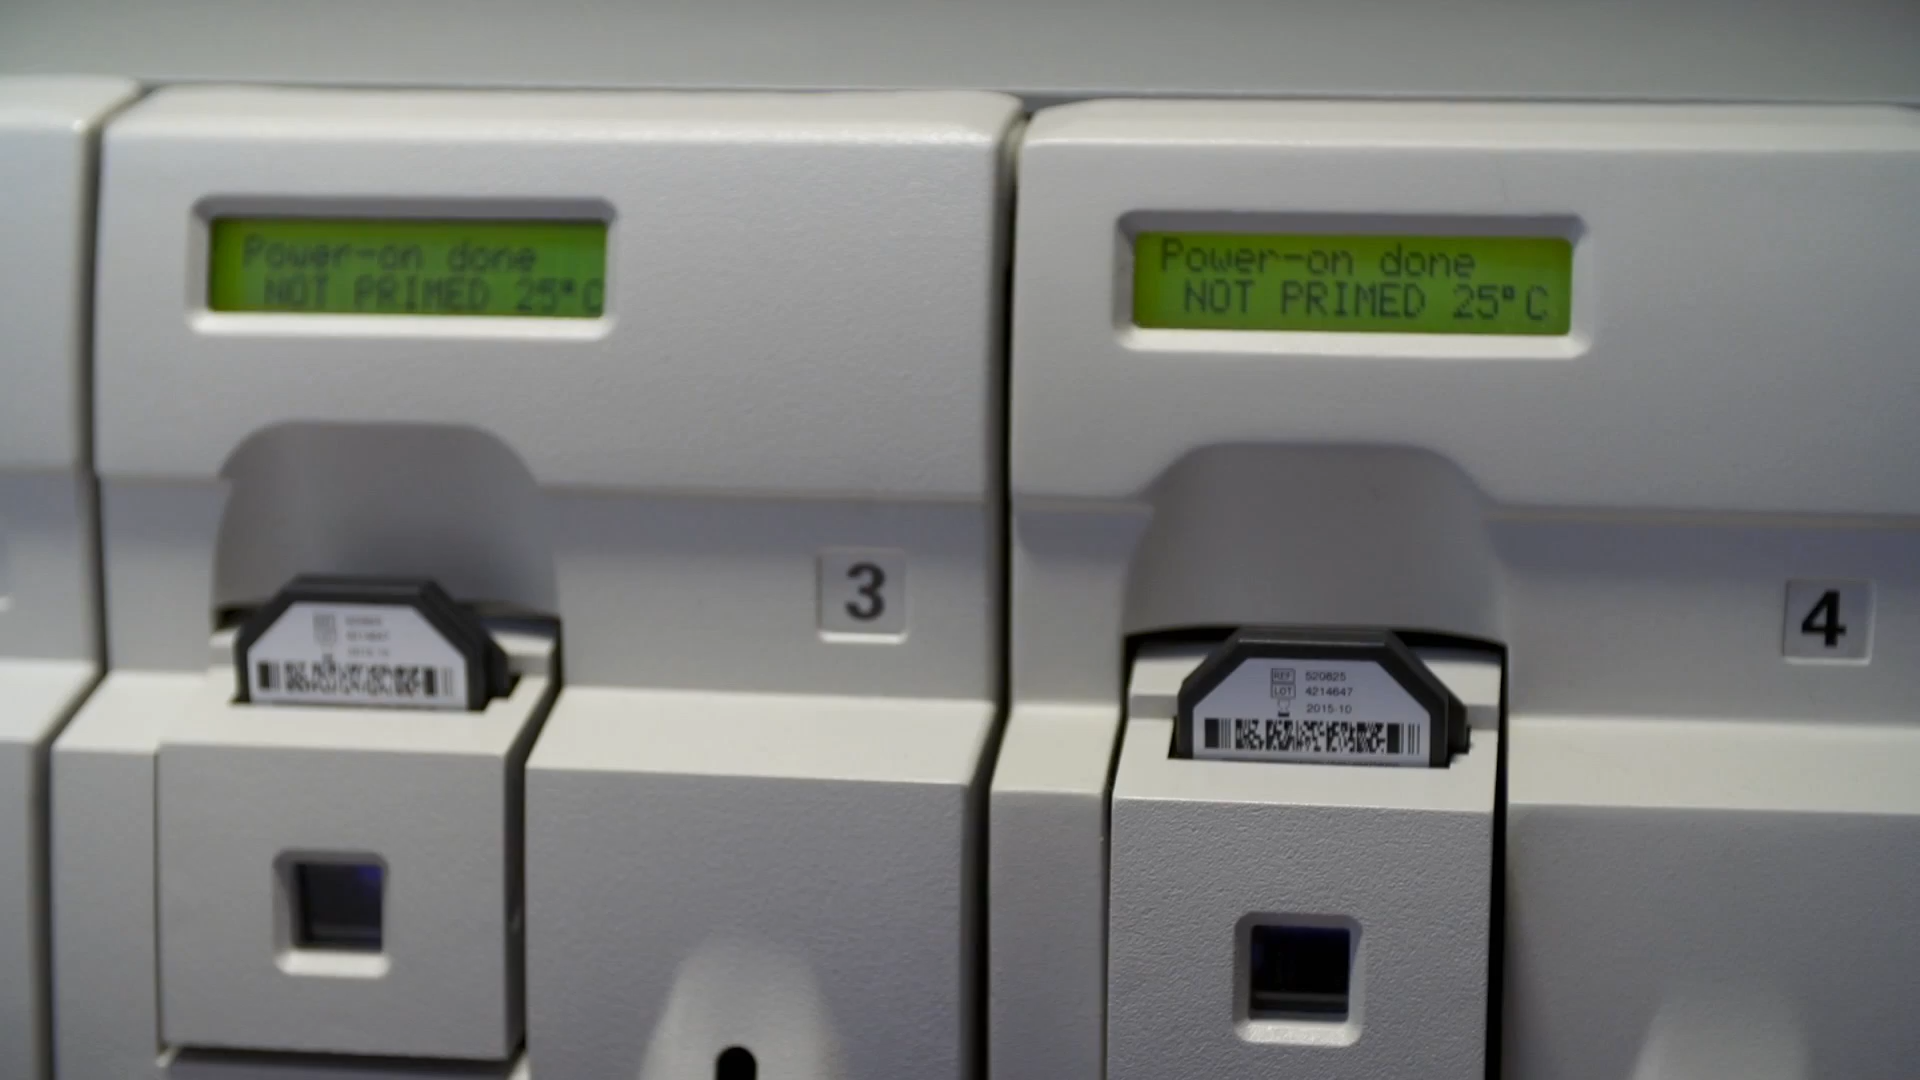 Power-on done
NOT PRIMED 25°C
Power-on done
NOT PRIMED 25°C
3
4
REF 520825
LOT 4214647
2015-10